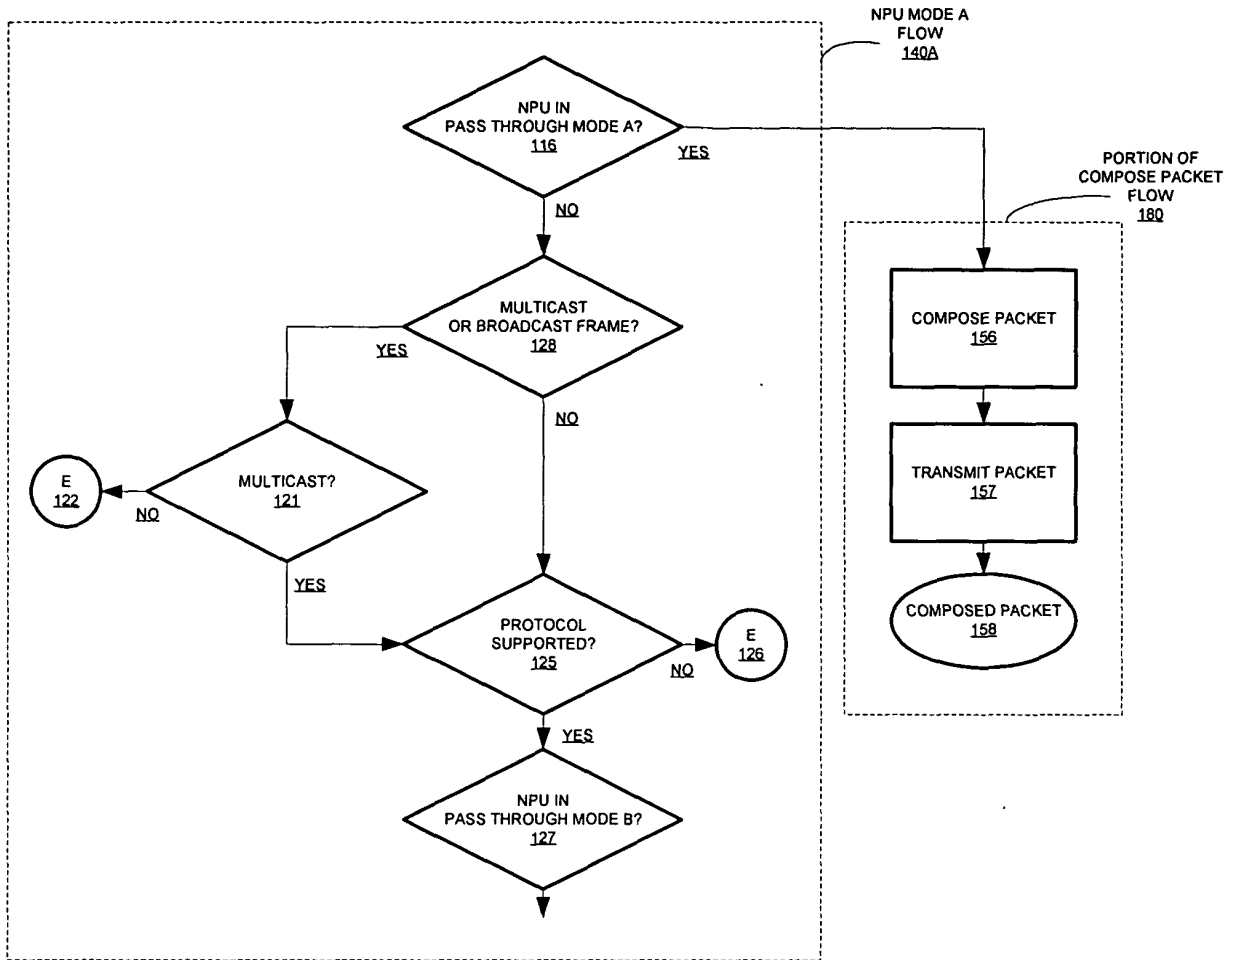 NPU MODE A
FLOW
140A
NPU IN
PASS THROUGH MODE A?
116
YES
NO
PORTION OF
COMPOSE PACKET
FLOW
180
MULTICAST
OR BROADCAST FRAME?
128
YES
NO
COMPOSE PACKET
156
TRANSMIT PACKET
157
COMPOSED PACKET
158
MULTICAST?
121
E
122
NO
YES
PROTOCOL
SUPPORTED?
125
E
126
NO
YES
NPU IN
PASS THROUGH MODE B?
127